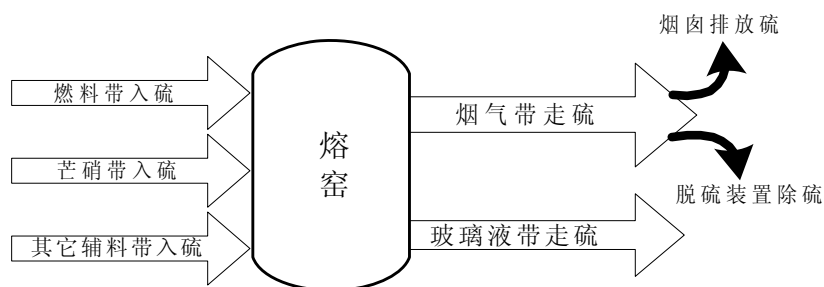 烟囱排放硫
燃料带入硫
烟气带走硫
熔窑
芒硝带入硫
脱硫装置除硫
其它辅料带入硫
玻璃液带走硫